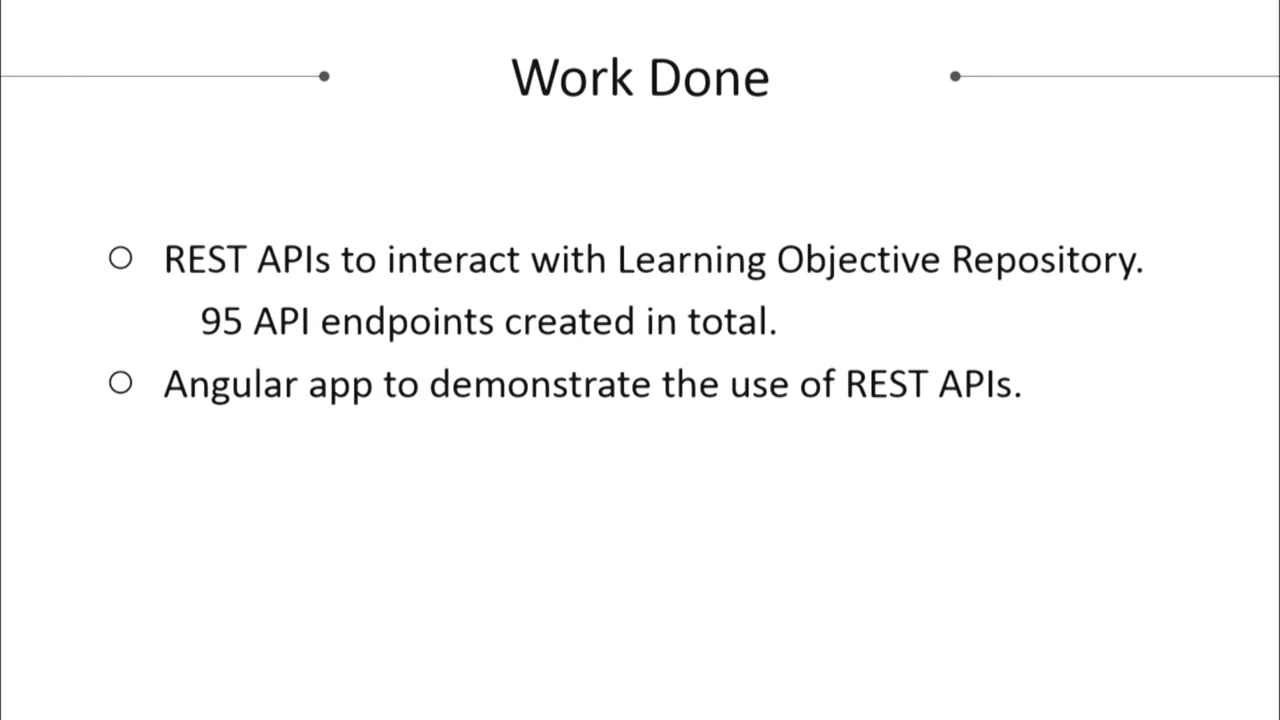 Work Done
REST APIs to interact with Learning Objective Repository.
95 API endpoints created in total.
Angular app to demonstrate the use of REST APIs.